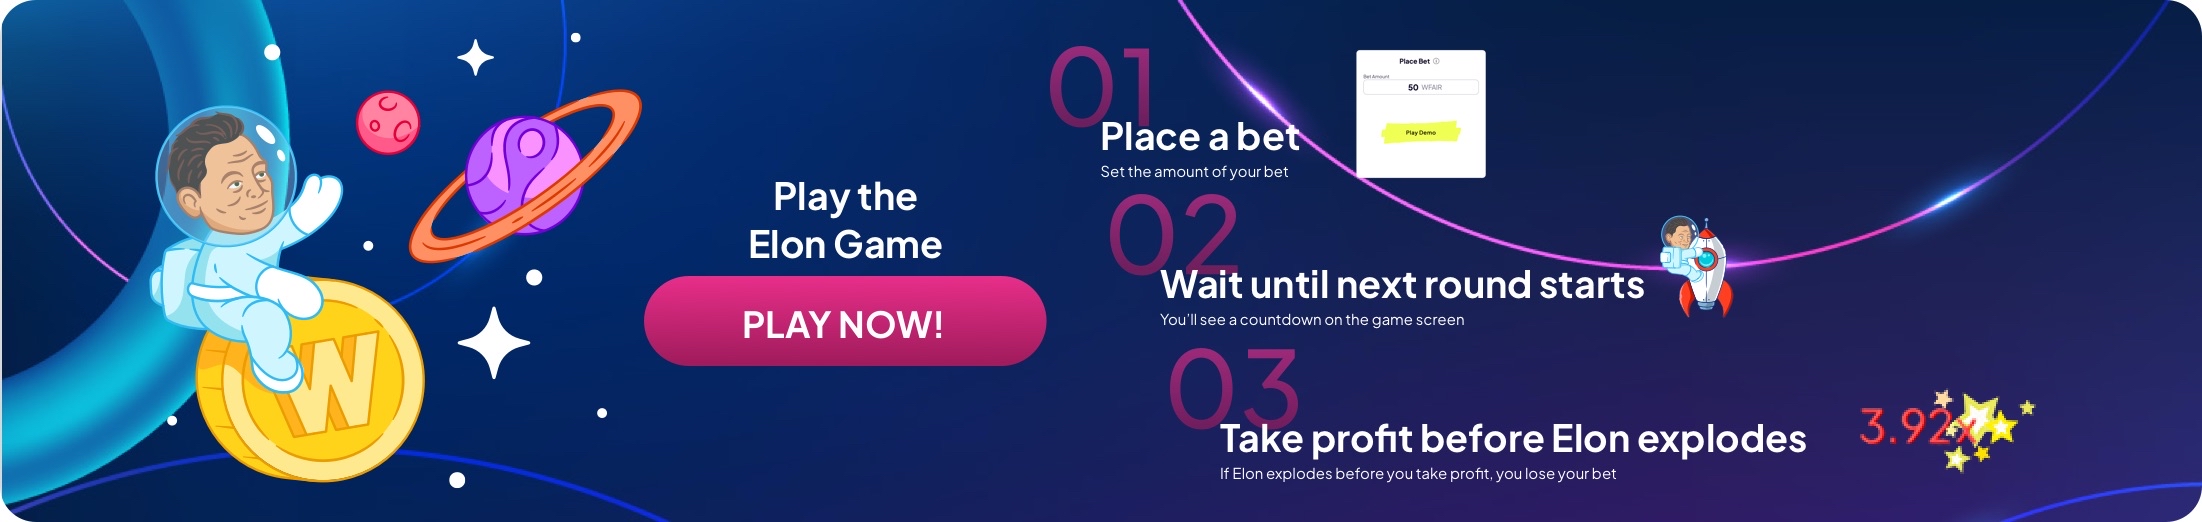 W
Play the
Elon Game
PLAY NOW!
01
Place a bet
Set the amount of your bet
Place Bet
Bet Amount
50 WFAIR
Play Demo
02
Wait until next round starts
You'll see a countdown on the game screen
03
Take profit before Elon explodes
If Elon explodes before you take profit, you lose your bet
3.92x